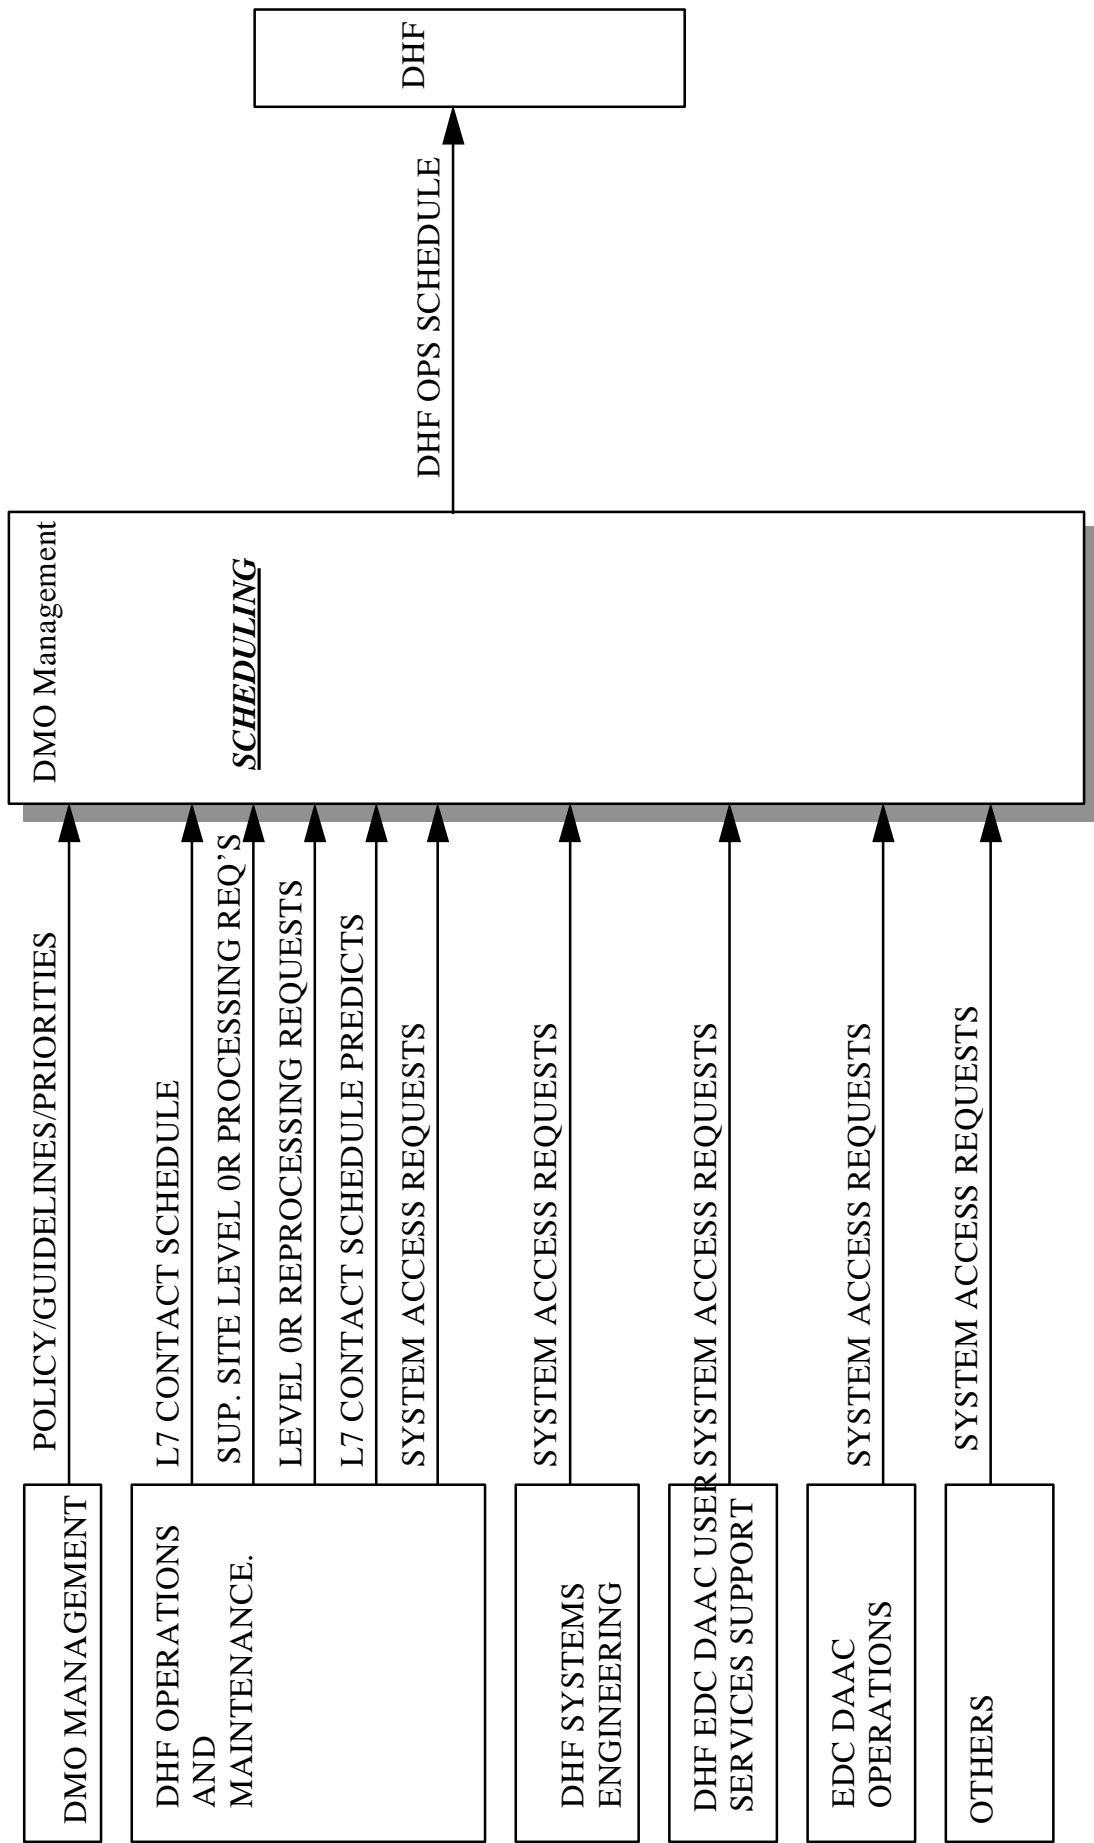 DMO MANAGEMENT
POLICY/GUIDELINES/PRIORITIES
DHF OPERATIONS
AND
MAINTENANCE.
L7 CONTACT SCHEDULE
SUP. SITE LEVEL 0R PROCESSING REQ'S
LEVEL 0R REPROCESSING REQUESTS
L7 CONTACT SCHEDULE PREDICTS
SYSTEM ACCESS REQUESTS
DHF SYSTEMS
ENGINEERING
SYSTEM ACCESS REQUESTS
DHF EDC DAAC USER
SERVICES SUPPORT
SYSTEM ACCESS REQUESTS
EDC DAAC
OPERATIONS
SYSTEM ACCESS REQUESTS
OTHERS
SYSTEM ACCESS REQUESTS
DMO Management
SCHEDULING
DHF OPS SCHEDULE
DHF